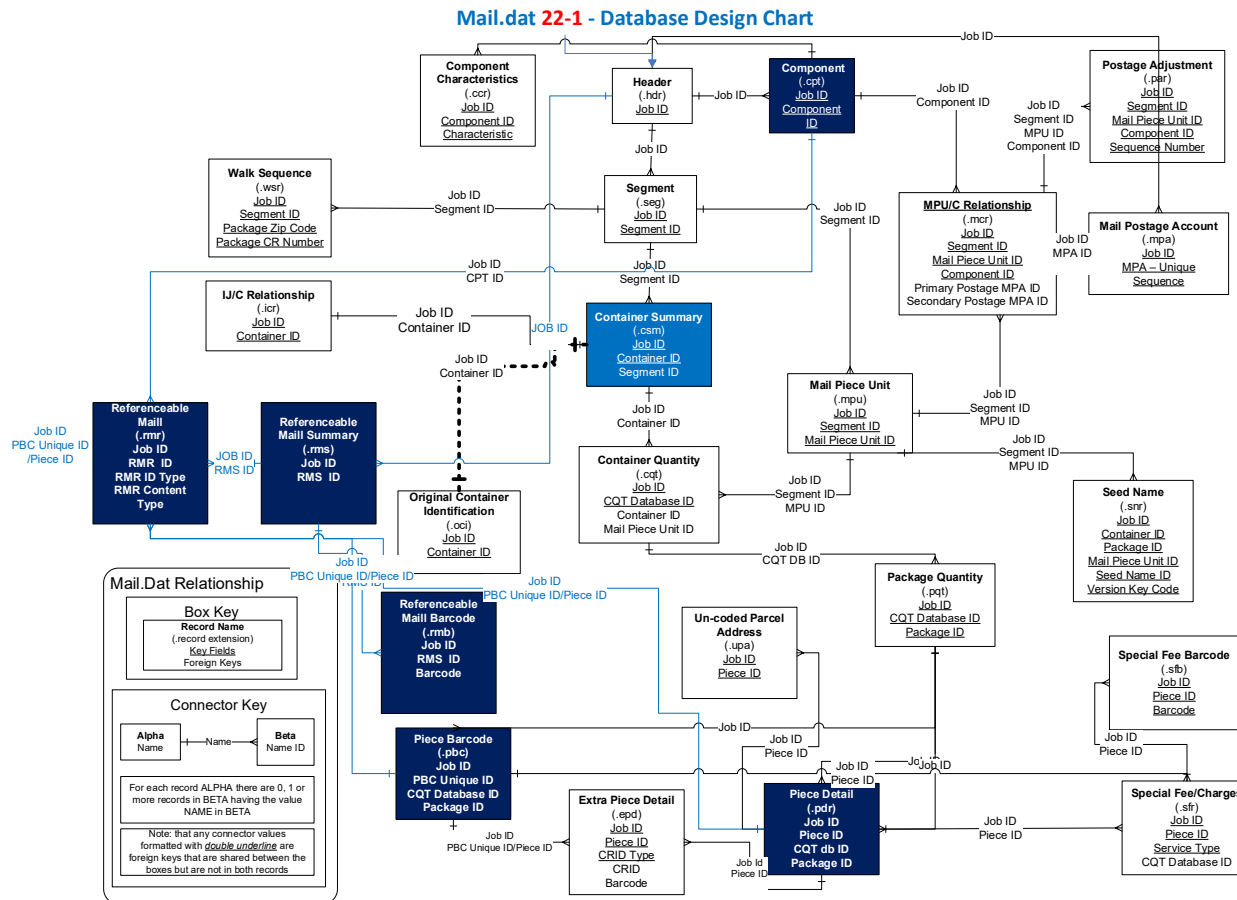 Mail.dat 22-1 - Database Design Chart
Component
Characteristics
(.ccr)
Job ID
Component ID
Characteristic
Header
(.hdr)
Job ID
Job ID
Component
(.cpt)
Job ID
Component
ID
Job ID
Job ID
Component ID
Job ID
Segment ID
MPU ID
Component ID
Postage Adjustment
(.par)
Job ID
Segment ID
Mail Piece Unit ID
Component ID
Sequence Number
Job ID
Walk Sequence
(.wsr)
Job ID
Segment ID
Package Zip Code
Package CR Number
Job ID
Segment ID
Segment
(.seg)
Job ID
Segment ID
Job ID
Segment ID
MPU/C Relationship
(.mcr)
Job ID
Segment ID
Mail Piece Unit ID
Component ID
Primary Postage MPA ID
Secondary Postage MPA ID
Job ID
MPA ID
Mail Postage Account
(.mpa)
Job ID
MPA – Unique
Sequence
Job ID
CPT ID
Job ID
Segment ID
IJ/C Relationship
(.icr)
Job ID
Container ID
Job ID
Container ID
JOB ID
Container Summary
(.csm)
Job ID
Container ID
Segment ID
Job ID
Container ID
Job ID
Container ID
Mail Piece Unit
(.mpu)
Job ID
Segment ID
Mail Piece Unit ID
Job ID
Segment ID
MPU ID
Job ID
PBC Unique ID
/Piece ID
Referenceable
Maill
(.rmr)
Job ID
RMR ID
RMR ID Type
RMR Content
Type
JOB ID
RMS ID
Referenceable
Maill Summary
(.rms)
Job ID
RMS ID
Original Container
Identification
(.oci)
Job ID
Container ID
Container Quantity
(.cqt)
Job ID
CQT Database ID
Container ID
Mail Piece Unit ID
Job ID
Segment ID
MPU ID
Job ID
Segment ID
MPU ID
Seed Name
(.snr)
Job ID
Container ID
Package ID
Mail Piece Unit ID
Seed Name ID
Version Key Code
Job ID
CQT DB ID
Job ID
PBC Unique ID/Piece ID
RMS ID
Job ID
PBC Unique ID/Piece ID
Package Quantity
(.pqt)
Job ID
CQT Database ID
Package ID
Mail.Dat Relationship
Box Key
Record Name
(.record extension)
Key Fields
Foreign Keys
Connector Key
Alpha
Name
Name
Beta
Name ID
For each record ALPHA there are 0, 1 or
more records in BETA having the value
NAME in BETA
Note: that any connector values
formatted with double underline are
foreign keys that are shared between the
boxes but are not in both records
Referenceable
Maill Barcode
(.rmb)
Job ID
RMS ID
Barcode
Un-coded Parcel
Address
(.upa)
Job ID
Piece ID
Special Fee Barcode
(.sfb)
Job ID
Piece ID
Barcode
Job ID
Job ID
Piece ID
Job ID
Piece ID
Job ID
Job ID
Piece ID
Piece Barcode
(.pbc)
Job ID
PBC Unique ID
CQT Database ID
Package ID
Job ID
PBC Unique ID/Piece ID
Extra Piece Detail
(.epd)
Job ID
Piece ID
CRID Type
CRID
Barcode
Job Id
Piece ID
Piece Detail
(.pdr)
Job ID
Piece ID
CQT db ID
Package ID
Job ID
Piece ID
Special Fee/Charges
(.sfr)
Job ID
Piece ID
Service Type
CQT Database ID